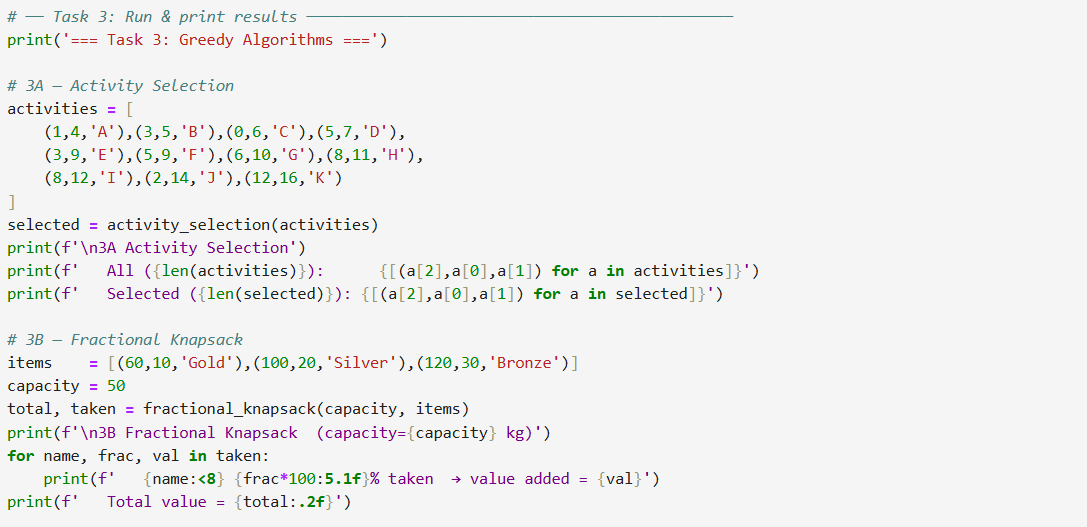 # ── Task 3: Run & print results ───────────────────────────────────────────────
print('=== Task 3: Greedy Algorithms ===')

# 3A – Activity Selection
activities = [
    (1,4,'A'),(3,5,'B'),(0,6,'C'),(5,7,'D'),
    (3,9,'E'),(5,9,'F'),(6,10,'G'),(8,11,'H'),
    (8,12,'I'),(2,14,'J'),(12,16,'K')
]
selected = activity_selection(activities)
print(f'\n3A Activity Selection')
print(f'   All ({len(activities)}):      {[(a[2],a[0],a[1]) for a in activities]}')
print(f'   Selected ({len(selected)}): {[(a[2],a[0],a[1]) for a in selected]}')

# 3B – Fractional Knapsack
items    = [(60,10,'Gold'),(100,20,'Silver'),(120,30,'Bronze')]
capacity = 50
total, taken = fractional_knapsack(capacity, items)
print(f'\n3B Fractional Knapsack  (capacity={capacity} kg)')
for name, frac, val in taken:
    print(f'   {name:<8} {frac*100:5.1f}% taken  → value added = {val}')
print(f'   Total value = {total:.2f}')